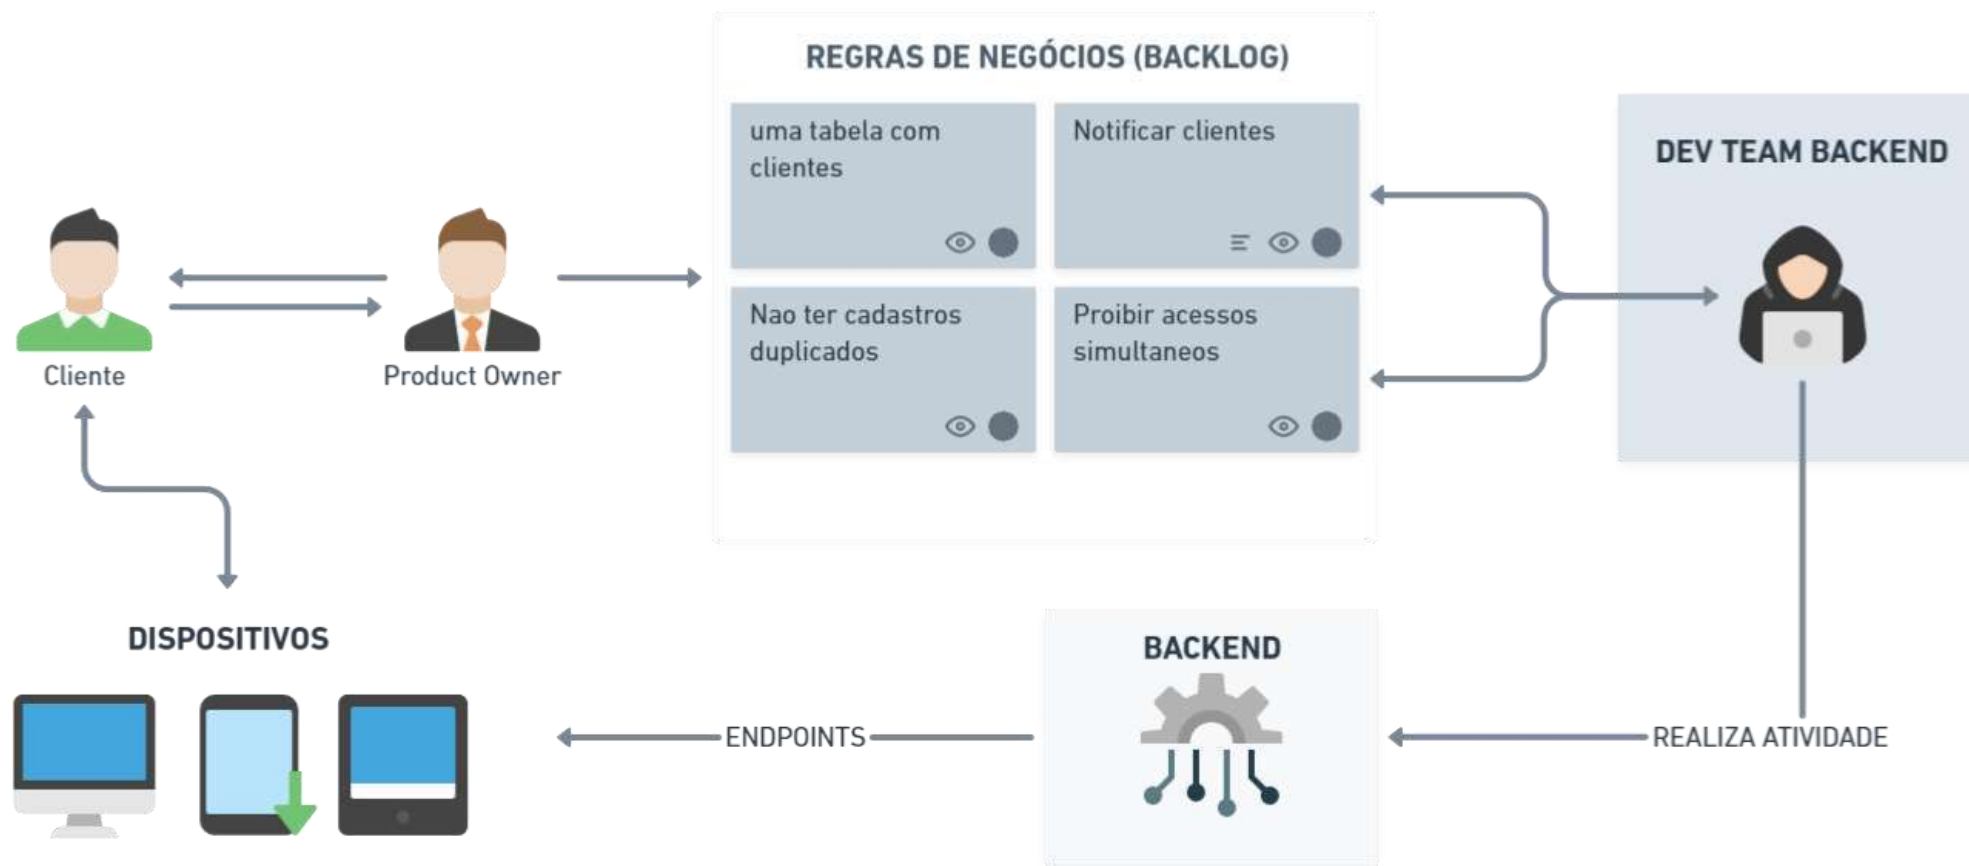 REGRAS DE NEGÓCIOS (BACKLOG)
uma tabela com
clientes
Notificar clientes
Nao ter cadastros
duplicados
Proibir acessos
simultaneos
DEV TEAM BACKEND
Cliente
Product Owner
DISPOSITIVOS
BACKEND
ENDPOINTS
REALIZA ATIVIDADE